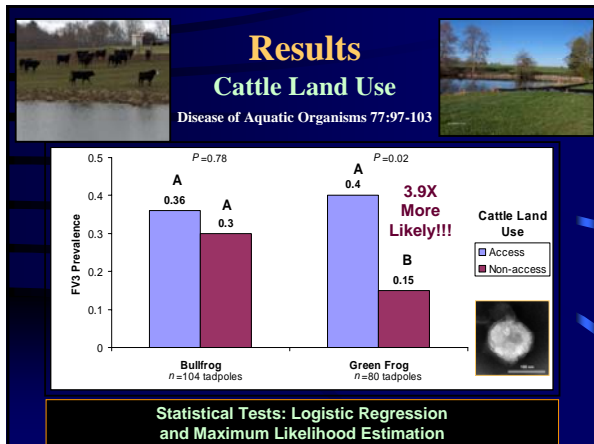 Results
Cattle Land Use
Disease of Aquatic Organisms 77:97-103
FV3 Prevalence
0.5
0.4
0.3
0.2
0.1
0
P=0.78
A
0.36
A
0.3
P=0.02
A
0.4
B
0.15
3.9X
More
Likely!!!
Bullfrog
n=104 tadpoles
Green Frog
n=80 tadpoles
Cattle Land
Use
Access
Non-access
Statistical Tests: Logistic Regression
and Maximum Likelihood Estimation